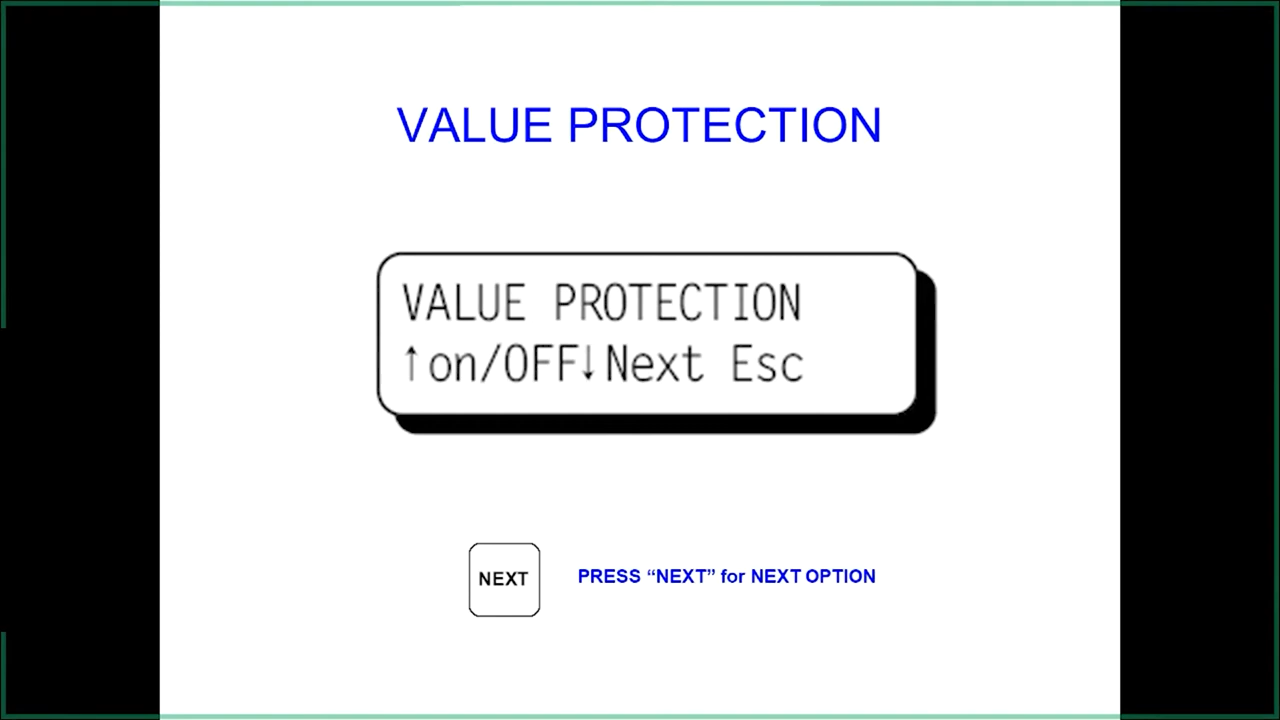 VALUE PROTECTION
VALUE PROTECTION
↑on/OFF↓Next Esc
NEXT
PRESS “NEXT” for NEXT OPTION